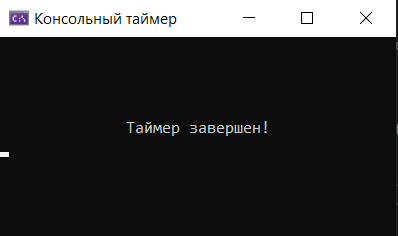 Консольный таймер
Таймер завершен!